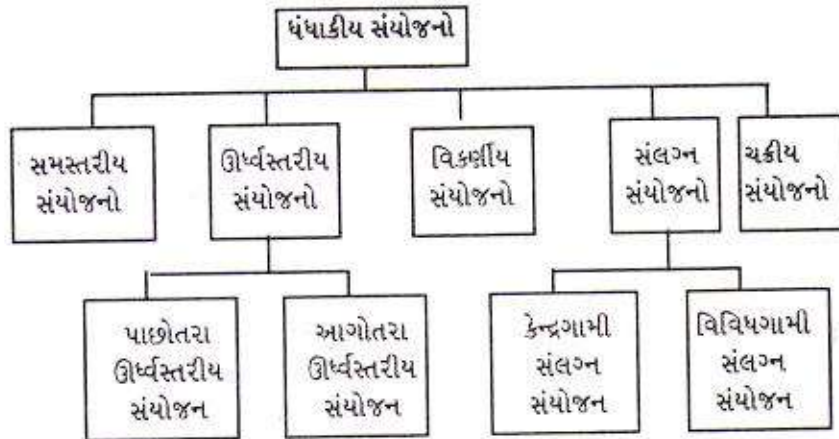 ધંધાકીય સંયોજનો
સમસ્તરીય
સંયોજનો
ઊર્ધ્વસ્તરીય
સંયોજનો
વિકર્ણીય
સંયોજનો
સંલગ્ન
સંયોજનો
ચક્રીય
સંયોજનો
પાછોતરા
ઊર્ધ્વસ્તરીય
સંયોજન
આગોતરા
ઊર્ધ્વસ્તરીય
સંયોજન
કેન્દ્રગામી
સંલગ્ન
સંયોજન
વિવિધગામી
સંલગ્ન
સંયોજન